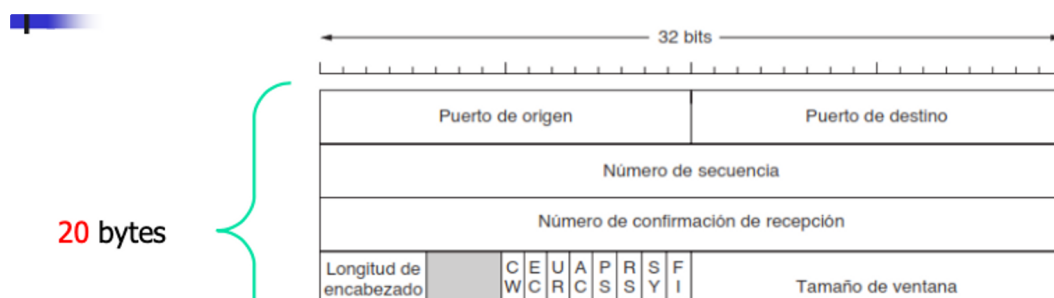 32 bits
Puerto de origen Puerto de destino
Número de secuencia
20 bytes
Número de confirmación de recepción
Longitud de encabezado
C W
E C
U R
A C
P S
R S
S Y
F I
Tamaño de ventana